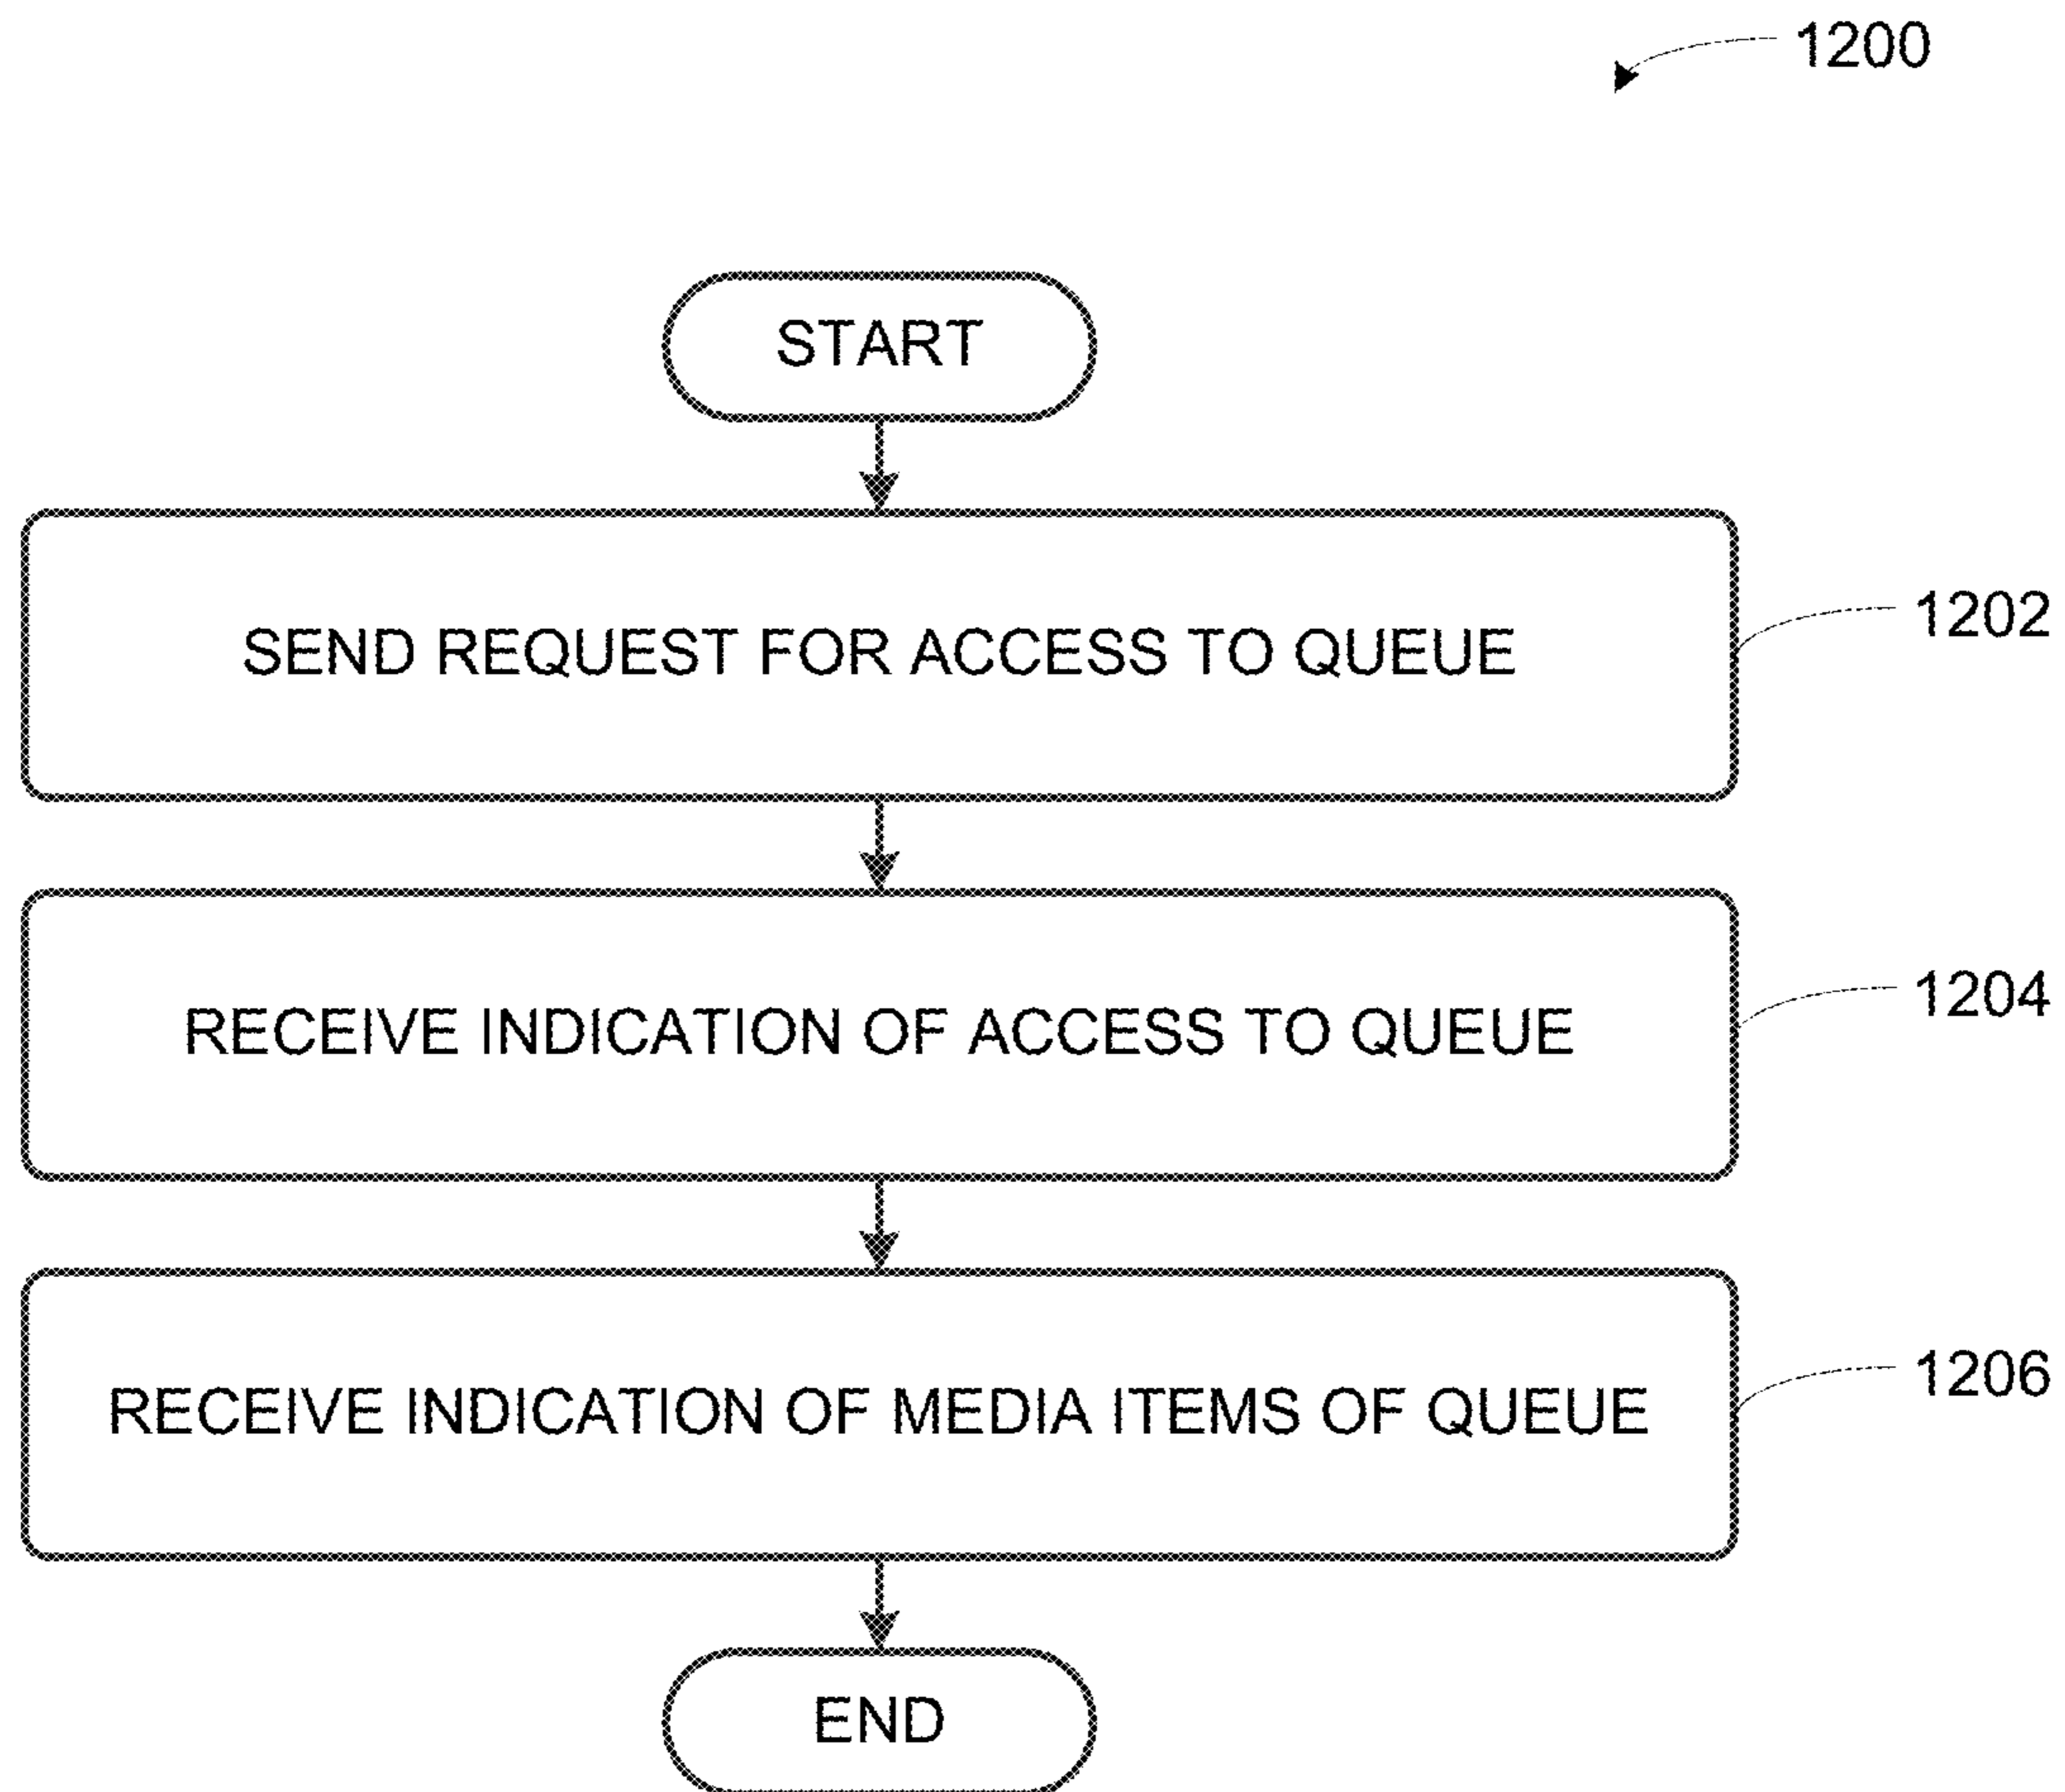 1200
START
SEND REQUEST FOR ACCESS TO QUEUE
1202
RECEIVE INDICATION OF ACCESS TO QUEUE
1204
RECEIVE INDICATION OF MEDIA ITEMS OF QUEUE
1206
END